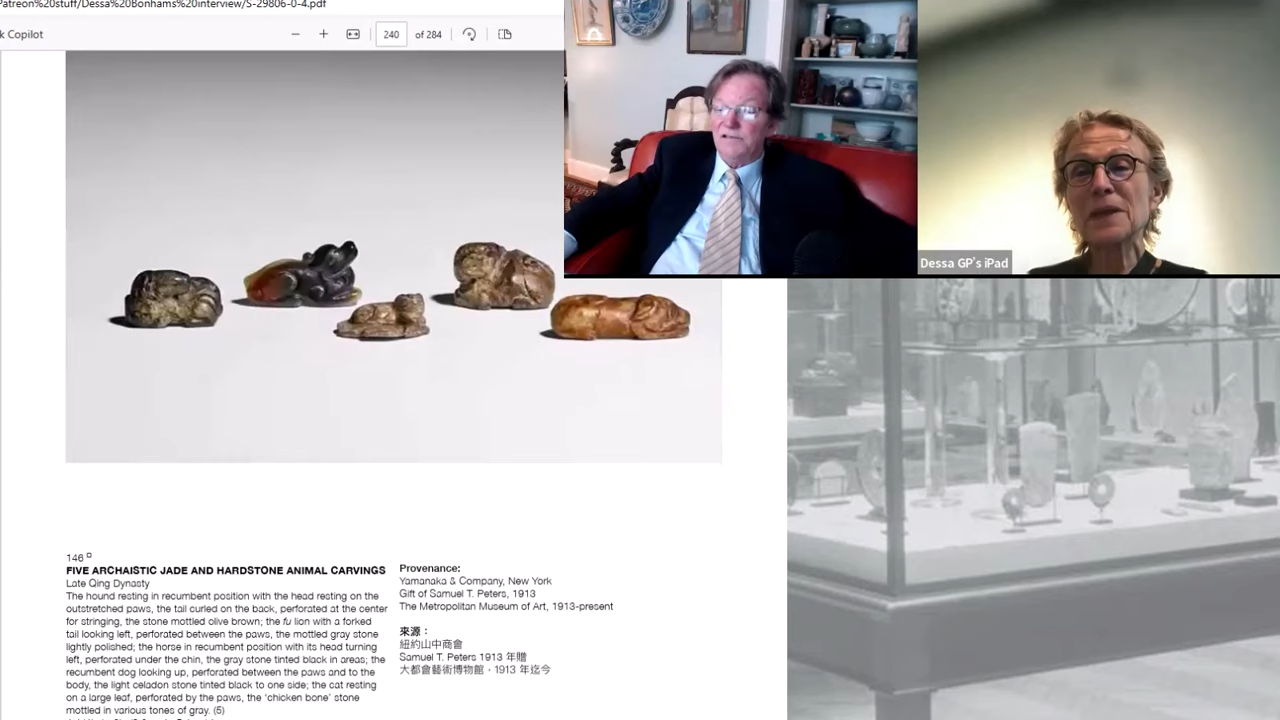 Patreon%20stuff/Dessa%20Bonhams%20interview/S-29806-0-4.pdf
k Copilot
240 of 284
Dessa GP's iPad
146
FIVE ARCHAISTIC JADE AND HARDSTONE ANIMAL CARVINGS
Late Qing Dynasty
The hound resting in recumbent position with the head resting on the
outstretched paws, the tail curled on the back, perforated at the center
for stringing, the stone mottled olive brown; the fu lion with a forked
tail looking left, perforated between the paws, the mottled gray stone
lightly polished; the horse in recumbent position with its head turning
left, perforated under the chin, the gray stone tinted black in areas; the
recumbent dog looking up, perforated between the paws and to the
body, the light celadon stone tinted black to one side; the cat resting
on a large leaf, perforated by the paws, the 'chicken bone' stone
mottled in various tones of gray. (5)
Provenance:
Yamanaka & Company, New York
Gift of Samuel T. Peters, 1913
The Metropolitan Museum of Art, 1913-present
來源：
紐約山中商會
Samuel T. Peters 1913 年贈
大都會藝術博物館，1913 年迄今